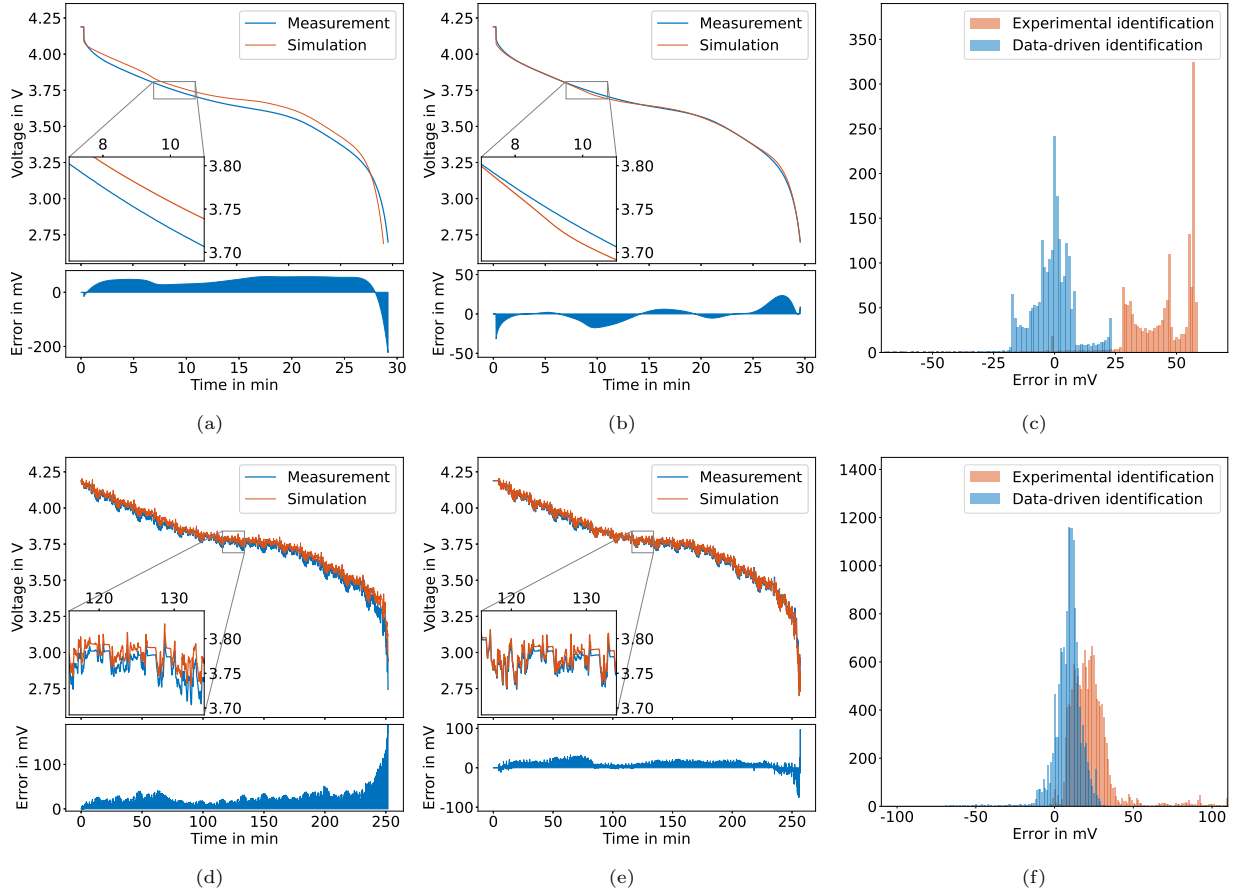 4.25
4.00
3.75
3.50
3.25
3.00
2.75
Voltage in V
Measurement
Simulation
8 10
3.80
3.75
3.70
0
-200
Error in mV
0 5 10 15 20 25 30
Time in min
(a)
4.25
4.00
3.75
3.50
3.25
3.00
2.75
Voltage in V
Measurement
Simulation
8 10
3.80
3.75
3.70
50
0
-50
Error in mV
0 5 10 15 20 25 30
Time in min
(b)
350
300
250
200
150
100
50
0
Experimental identification
Data-driven identification
-50 -25 0 25 50
Error in mV
(c)
4.25
4.00
3.75
3.50
3.25
3.00
2.75
Voltage in V
Measurement
Simulation
120 130
3.80
3.75
3.70
100
0
Error in mV
0 50 100 150 200 250
Time in min
(d)
4.25
4.00
3.75
3.50
3.25
3.00
2.75
Voltage in V
Measurement
Simulation
120 130
3.80
3.75
3.70
100
0
-100
Error in mV
0 50 100 150 200 250
Time in min
(e)
1400
1200
1000
800
600
400
200
0
Experimental identification
Data-driven identification
-100 -50 0 50 100
Error in mV
(f)